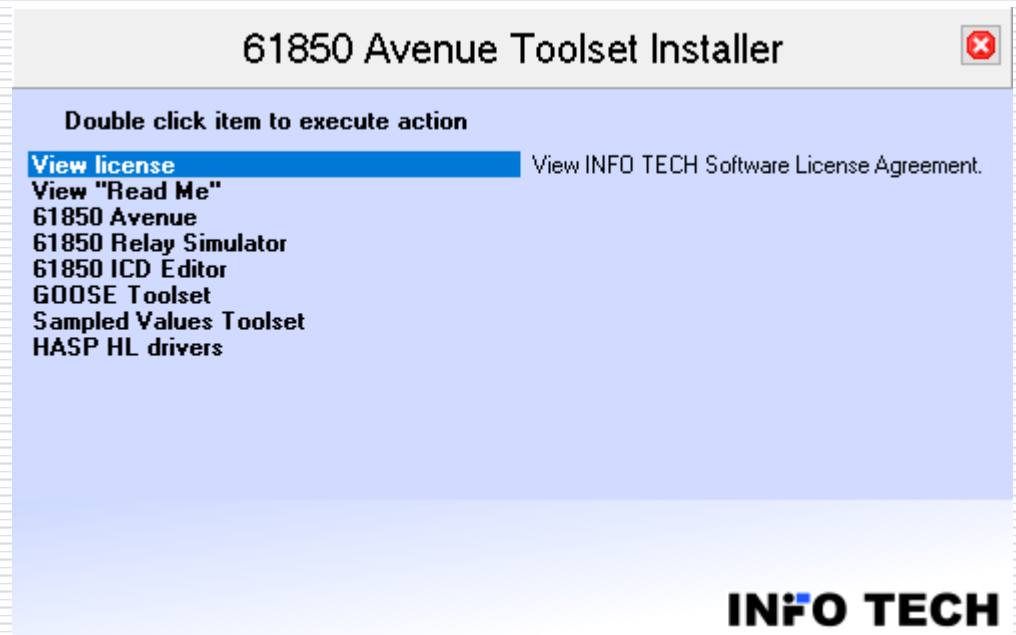 61850 Avenue Toolset Installer
Double click item to execute action
View license
View INFO TECH Software License Agreement.
View "Read Me"
61850 Avenue
61850 Relay Simulator
61850 ICD Editor
GOOSE Toolset
Sampled Values Toolset
HASP HL drivers
INFO TECH